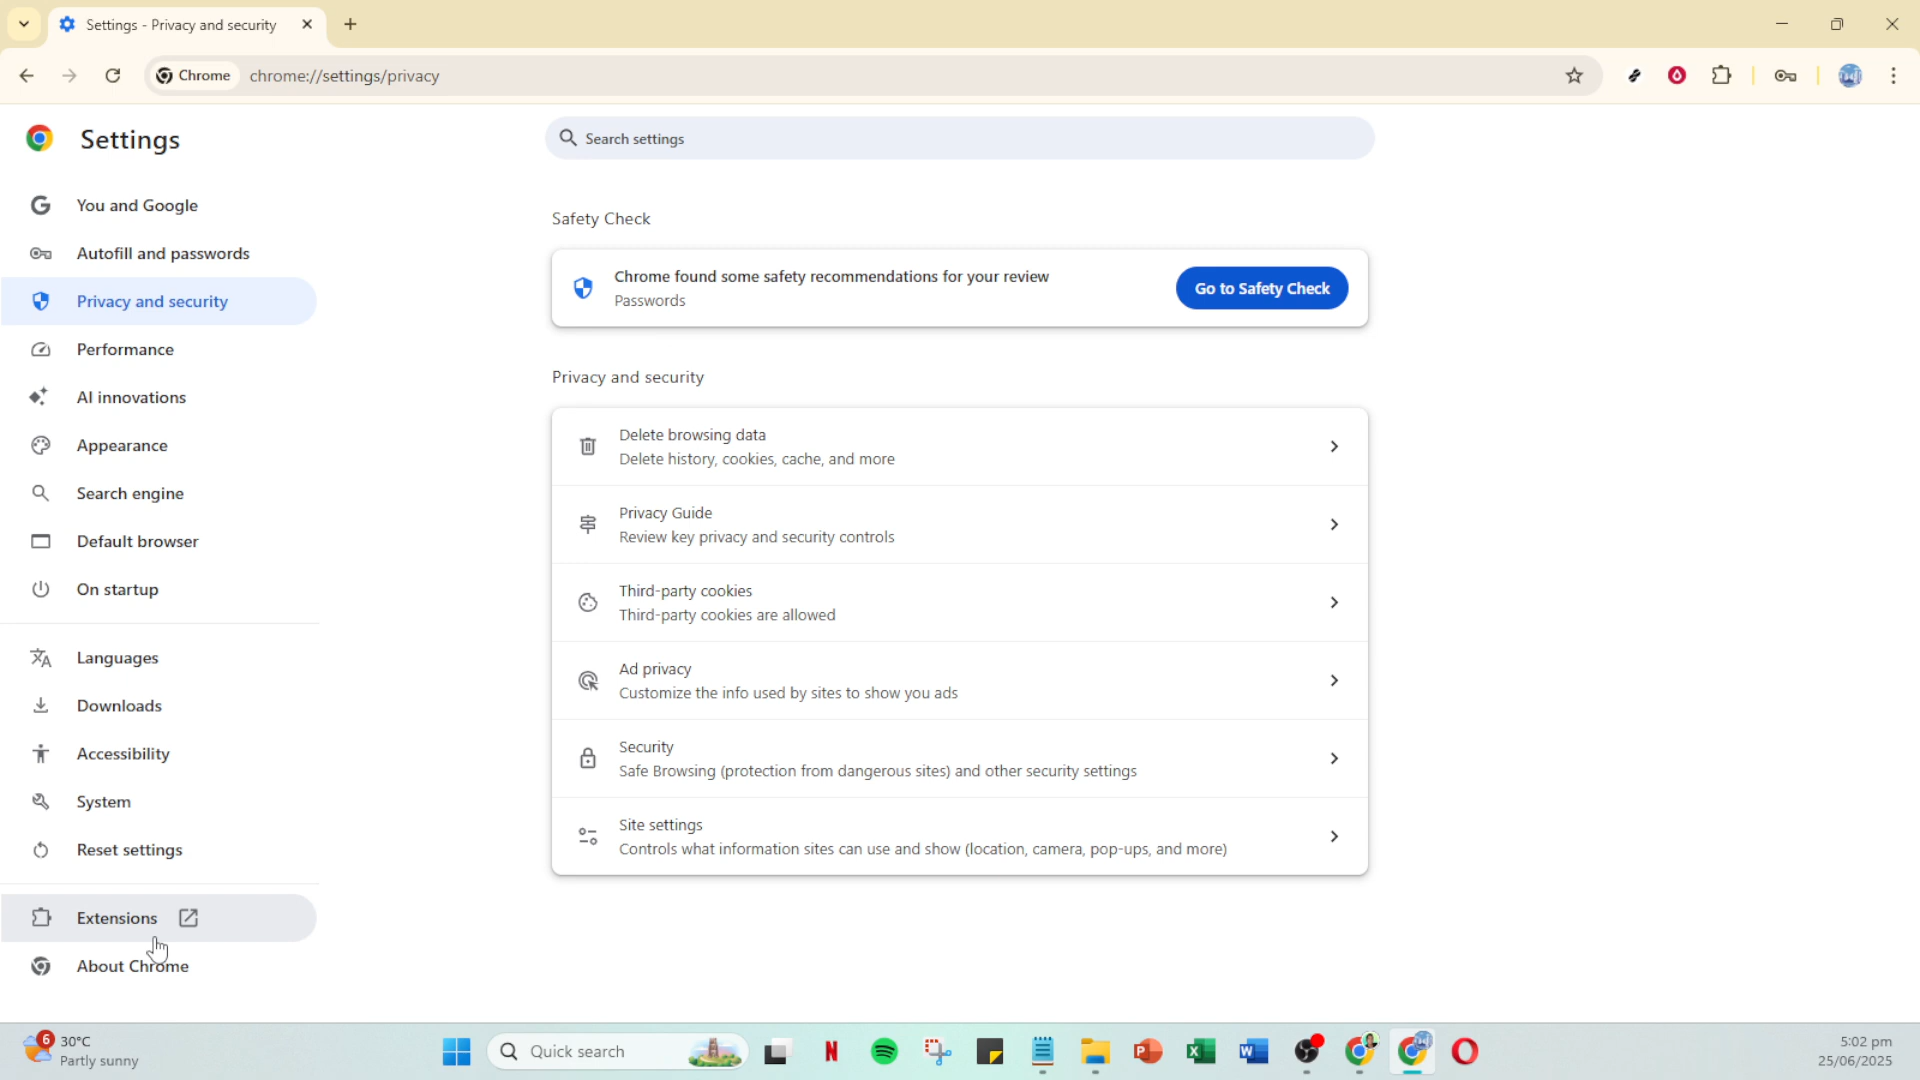 Settings - Privacy and security
Chrome
chrome://settings/privacy
Settings
Search settings
You and Google
Autofill and passwords
Privacy and security
Performance
AI innovations
Appearance
Search engine
Default browser
On startup
Languages
Downloads
Accessibility
System
Reset settings
Extensions
About Chrome
Safety Check
Chrome found some safety recommendations for your review
Passwords
Go to Safety Check
Privacy and security
Delete browsing data
Delete history, cookies, cache, and more
Privacy Guide
Review key privacy and security controls
Third-party cookies
Third-party cookies are allowed
Ad privacy
Customize the info used by sites to show you ads
Security
Safe Browsing (protection from dangerous sites) and other security settings
Site settings
Controls what information sites can use and show (location, camera, pop-ups, and more)
6
30°C
Partly sunny
Quick search
5:02 pm
25/06/2025